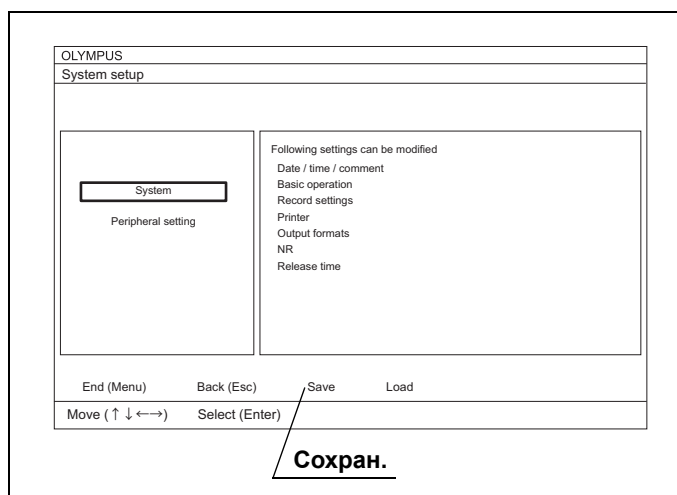 OLYMPUS
System setup
System
Peripheral setting
Following settings can be modified
Date / time / comment
Basic operation
Record settings
Printer
Output formats
NR
Release time
End (Menu) Back (Esc) Save Load
Move (↑↓←→) Select (Enter)
Сохран.